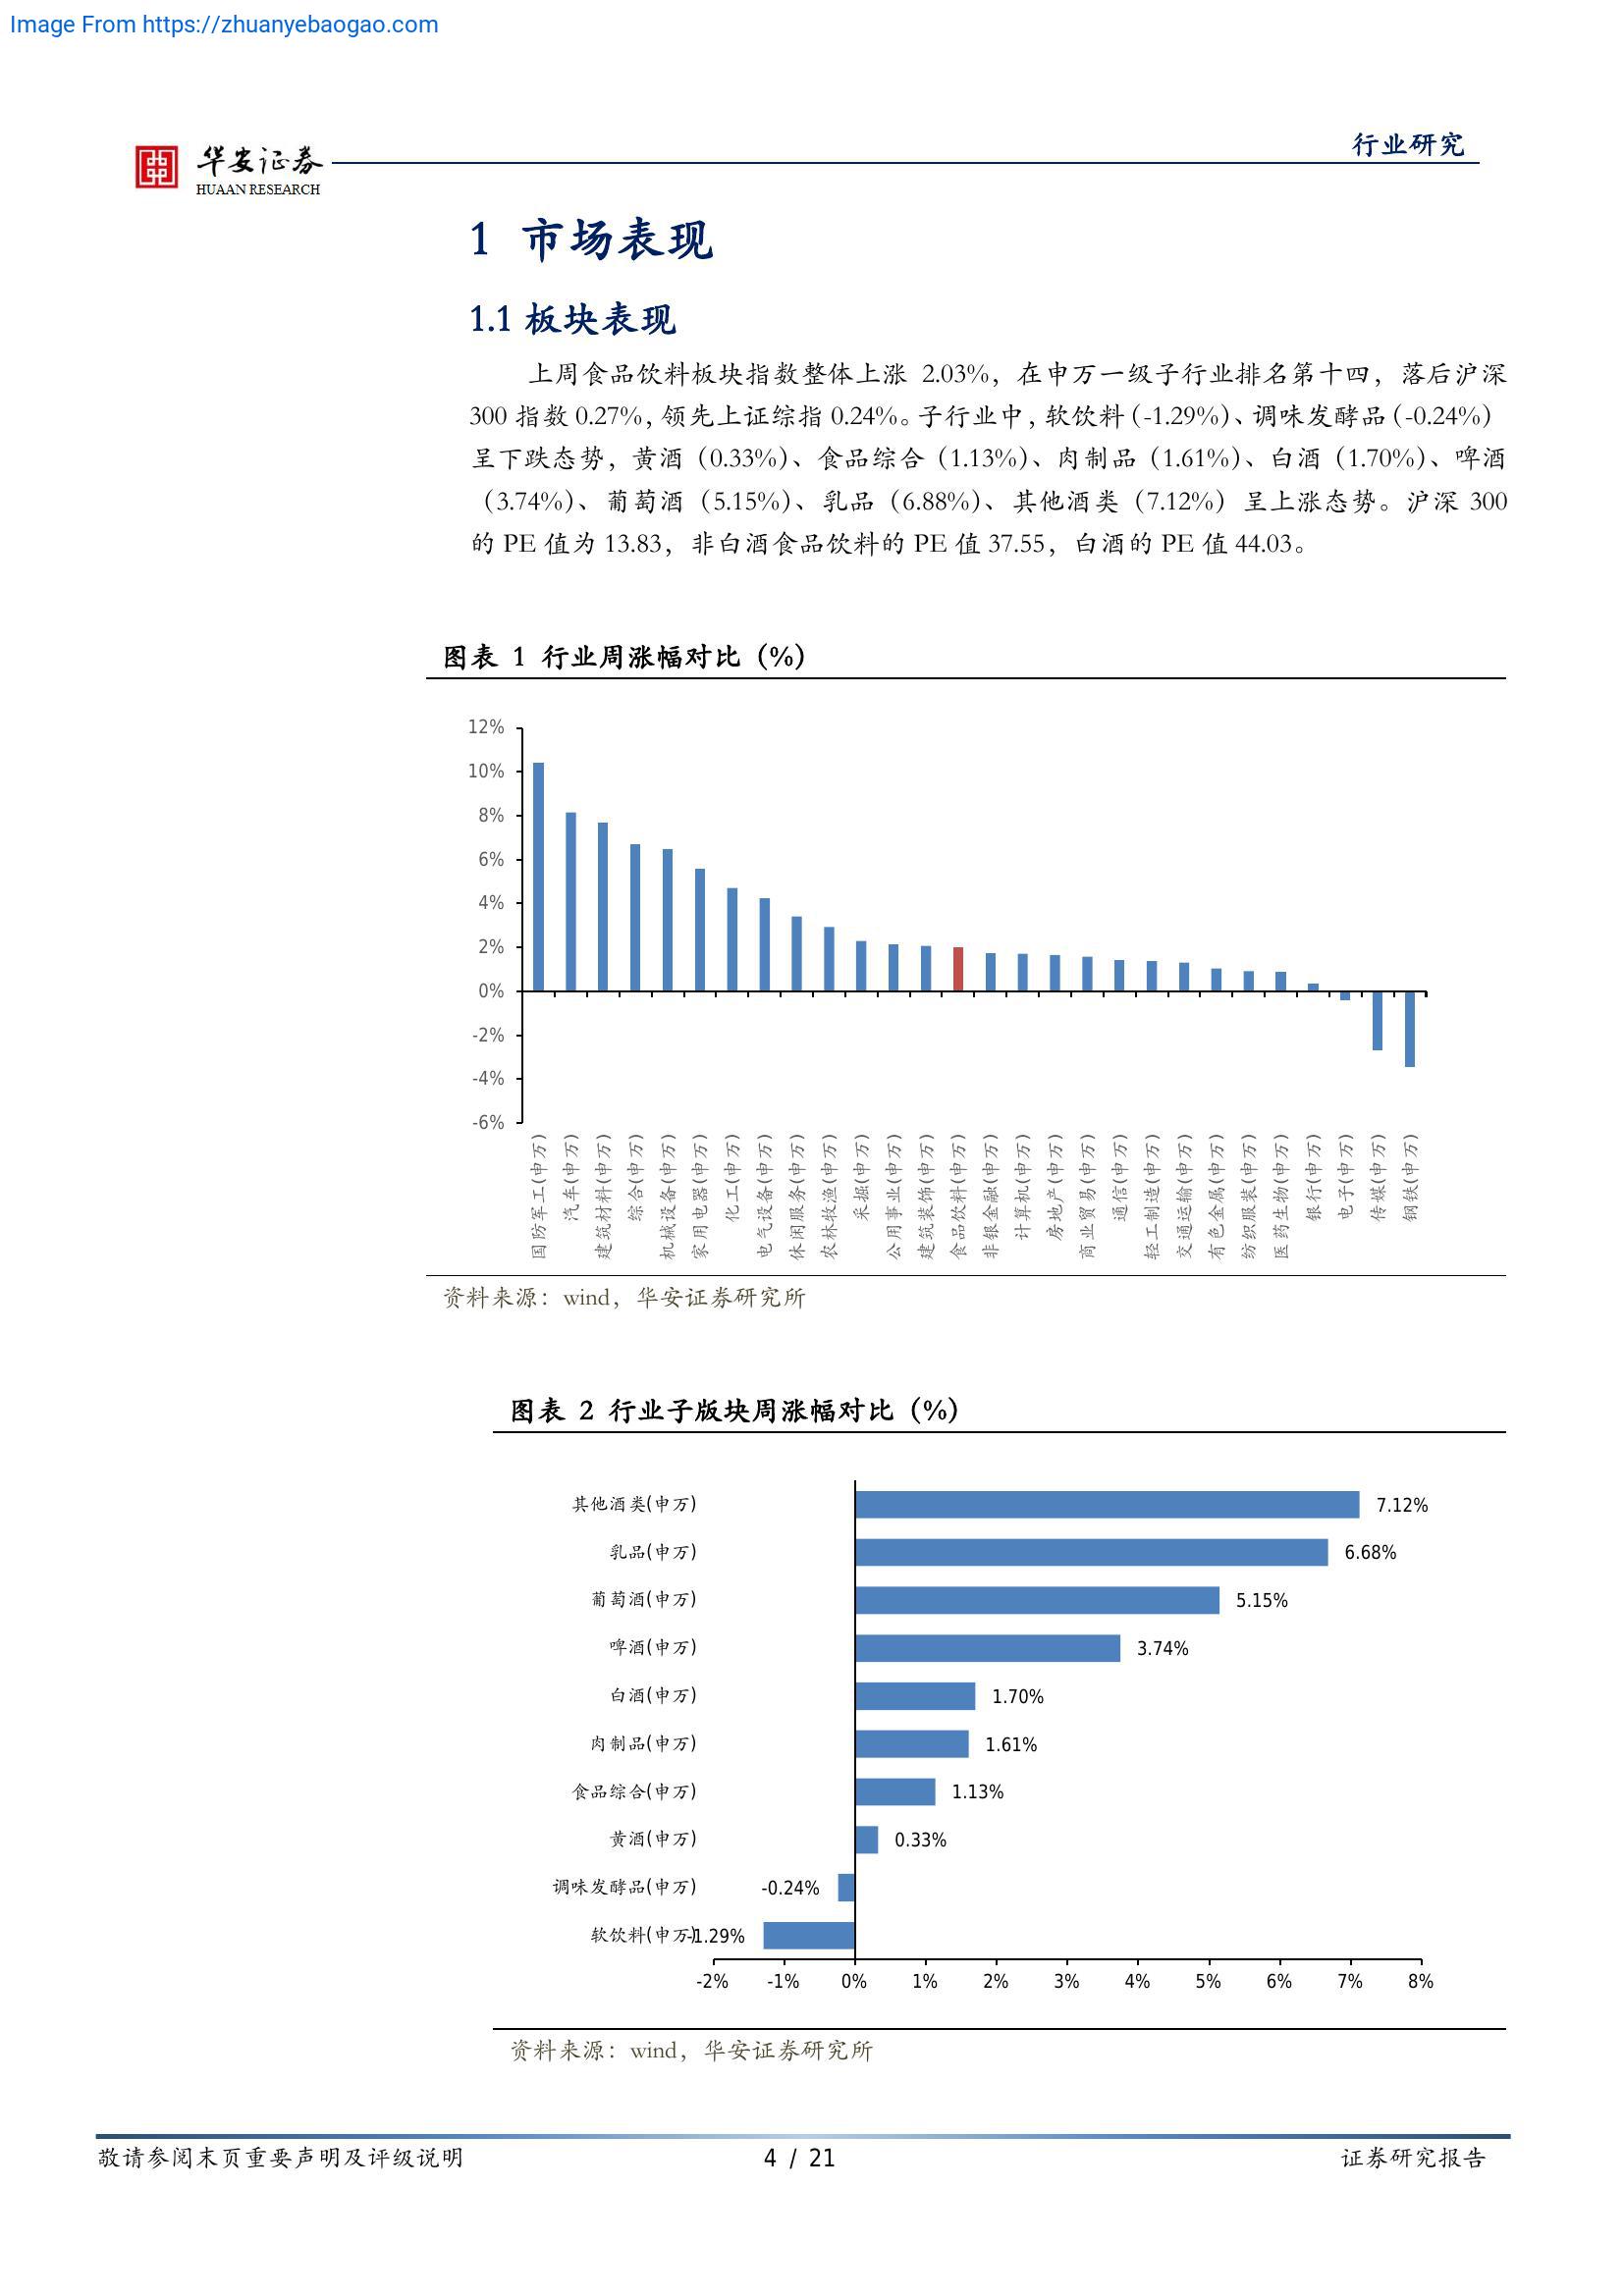 Image From https://zhuanyebaogao.com
华安证券
HUAAN RESEARCH
行业研究
1 市场表现
1.1 板块表现
上周食品饮料板块指数整体上涨 2.03%，在申万一级子行业排名第十四，落后沪深
300 指数 0.27%，领先上证综指 0.24%。子行业中，软饮料（-1.29%）、调味发酵品（-0.24%）
呈下跌态势，黄酒（0.33%）、食品综合（1.13%）、肉制品（1.61%）、白酒（1.70%）、啤酒
（3.74%）、葡萄酒（5.15%）、乳品（6.88%）、其他酒类（7.12%）呈上涨态势。沪深 300
的 PE 值为 13.83，非白酒食品饮料的 PE 值 37.55，白酒的 PE 值 44.03。
图表 1 行业周涨幅对比（%）
12%
10%
8%
6%
4%
2%
0%
-2%
-4%
-6%
国防军工(申万)
汽车(申万)
建筑材料(申万)
综合(申万)
机械设备(申万)
家用电器(申万)
化工(申万)
电气设备(申万)
休闲服务(申万)
农林牧渔(申万)
采掘(申万)
公用事业(申万)
建筑装饰(申万)
食品饮料(申万)
非银金融(申万)
计算机(申万)
房地产(申万)
商业贸易(申万)
通信(申万)
轻工制造(申万)
交通运输(申万)
有色金属(申万)
纺织服装(申万)
医药生物(申万)
银行(申万)
电子(申万)
传媒(申万)
钢铁(申万)
资料来源：wind，华安证券研究所
图表 2 行业子版块周涨幅对比（%）
其他酒类(申万) 7.12%
乳品(申万) 6.68%
葡萄酒(申万) 5.15%
啤酒(申万) 3.74%
白酒(申万) 1.70%
肉制品(申万) 1.61%
食品综合(申万) 1.13%
黄酒(申万) 0.33%
调味发酵品(申万) -0.24%
软饮料(申万) -1.29%
-2% -1% 0% 1% 2% 3% 4% 5% 6% 7% 8%
资料来源：wind，华安证券研究所
敬请参阅末页重要声明及评级说明 4 / 21 证券研究报告